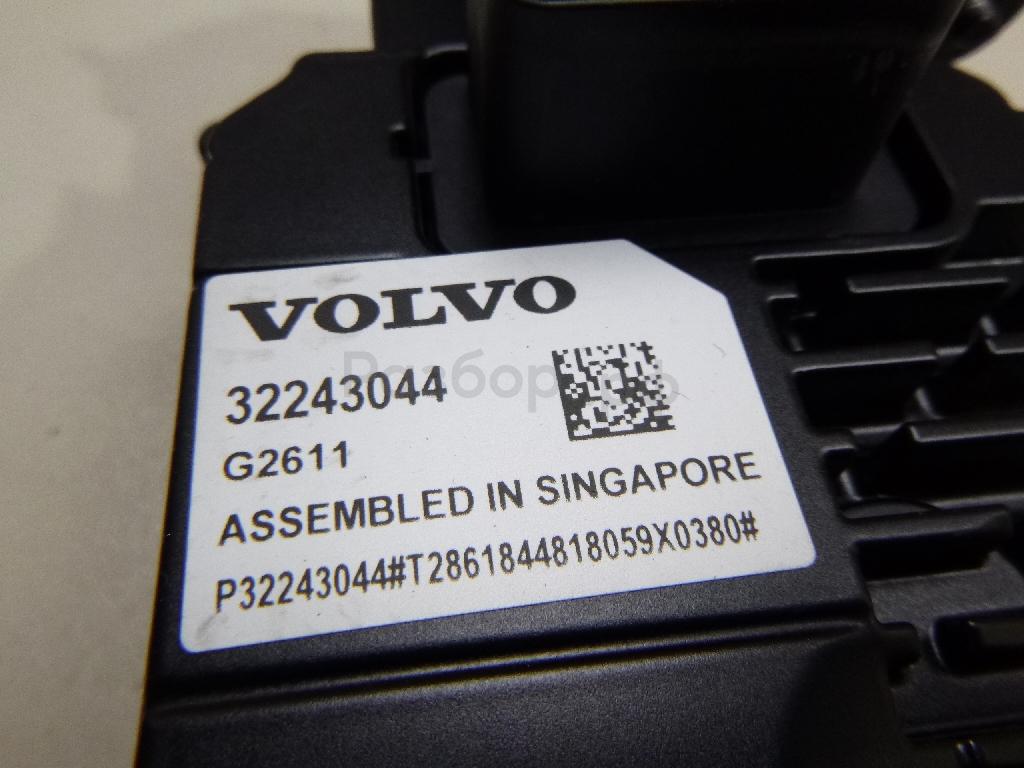 VOLVO
32243044
G2611
ASSEMBLED IN SINGAPORE
P32243044#T2861844818059X0380#